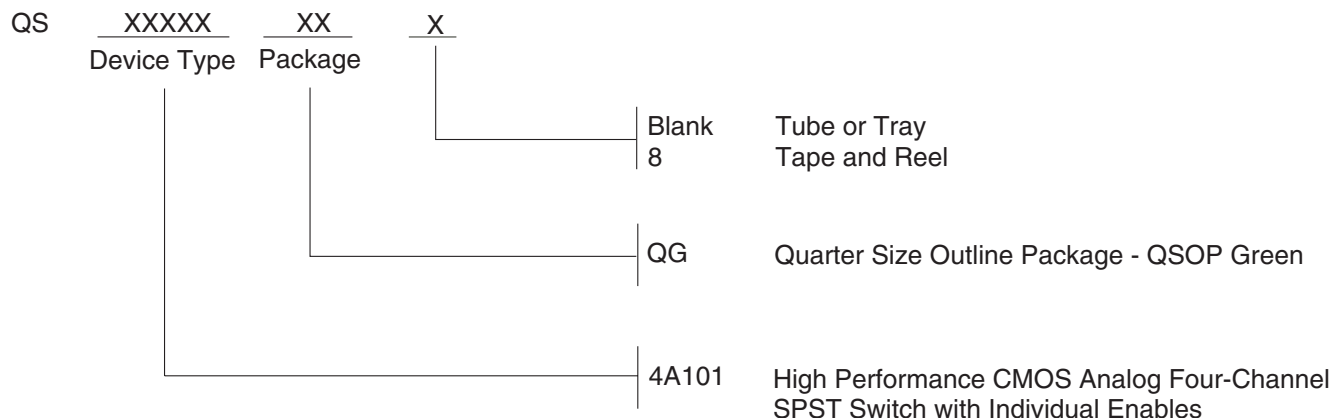 QS XXXXX XX X
Device Type Package
Blank Tube or Tray
8 Tape and Reel
QG Quarter Size Outline Package - QSOP Green
4A101 High Performance CMOS Analog Four-Channel
SPST Switch with Individual Enables